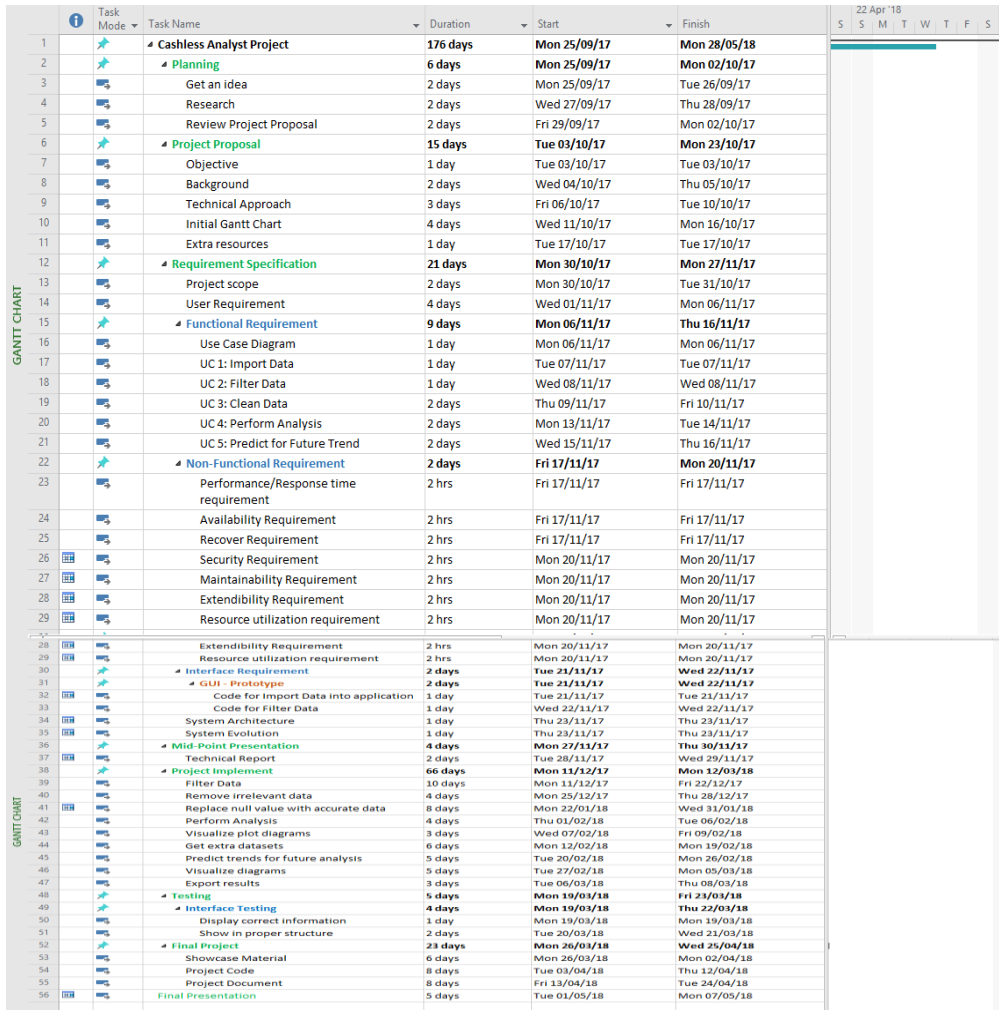 Task Mode Task Name Duration Start Finish
22 Apr '18
S S M T W T F S
GANTT CHART
1 Cashless Analyst Project 176 days Mon 25/09/17 Mon 28/05/18
2 Planning 6 days Mon 25/09/17 Mon 02/10/17
3 Get an idea 2 days Mon 25/09/17 Tue 26/09/17
4 Research 2 days Wed 27/09/17 Thu 28/09/17
5 Review Project Proposal 2 days Fri 29/09/17 Mon 02/10/17
6 Project Proposal 15 days Tue 03/10/17 Mon 23/10/17
7 Objective 1 day Tue 03/10/17 Tue 03/10/17
8 Background 2 days Wed 04/10/17 Thu 05/10/17
9 Technical Approach 3 days Fri 06/10/17 Tue 10/10/17
10 Initial Gantt Chart 4 days Wed 11/10/17 Mon 16/10/17
11 Extra resources 1 day Tue 17/10/17 Tue 17/10/17
12 Requirement Specification 21 days Mon 30/10/17 Mon 27/11/17
13 Project scope 2 days Mon 30/10/17 Tue 31/10/17
14 User Requirement 4 days Wed 01/11/17 Mon 06/11/17
15 Functional Requirement 9 days Mon 06/11/17 Thu 16/11/17
16 Use Case Diagram 1 day Mon 06/11/17 Mon 06/11/17
17 UC 1: Import Data 1 day Tue 07/11/17 Tue 07/11/17
18 UC 2: Filter Data 1 day Wed 08/11/17 Wed 08/11/17
19 UC 3: Clean Data 2 days Thu 09/11/17 Fri 10/11/17
20 UC 4: Perform Analysis 2 days Mon 13/11/17 Tue 14/11/17
21 UC 5: Predict for Future Trend 2 days Wed 15/11/17 Thu 16/11/17
22 Non-Functional Requirement 2 days Fri 17/11/17 Mon 20/11/17
23 Performance/Response time requirement 2 hrs Fri 17/11/17 Fri 17/11/17
24 Availability Requirement 2 hrs Fri 17/11/17 Fri 17/11/17
25 Recover Requirement 2 hrs Fri 17/11/17 Fri 17/11/17
26 Security Requirement 2 hrs Mon 20/11/17 Mon 20/11/17
27 Maintainability Requirement 2 hrs Mon 20/11/17 Mon 20/11/17
28 Extendibility Requirement 2 hrs Mon 20/11/17 Mon 20/11/17
29 Resource utilization requirement 2 hrs Mon 20/11/17 Mon 20/11/17
GANTT CHART
28 Extendibility Requirement 2 hrs Mon 20/11/17 Mon 20/11/17
29 Resource utilization requirement 2 hrs Mon 20/11/17 Mon 20/11/17
30 Interface Requirement 2 days Tue 21/11/17 Wed 22/11/17
31 GUI - Prototype 2 days Tue 21/11/17 Wed 22/11/17
32 Code for Import Data into application 1 day Tue 21/11/17 Tue 21/11/17
33 Code for Filter Data 1 day Wed 22/11/17 Wed 22/11/17
34 System Architecture 1 day Thu 23/11/17 Thu 23/11/17
35 System Evolution 1 day Thu 23/11/17 Thu 23/11/17
36 Mid-Point Presentation 4 days Mon 27/11/17 Thu 30/11/17
37 Technical Report 2 days Tue 28/11/17 Wed 29/11/17
38 Project Implement 66 days Mon 11/12/17 Mon 12/03/18
39 Filter Data 10 days Mon 11/12/17 Fri 22/12/17
40 Remove irrelevant data 4 days Mon 25/12/17 Thu 28/12/17
41 Replace null value with accurate data 8 days Mon 22/01/18 Wed 31/01/18
42 Perform Analysis 4 days Thu 01/02/18 Tue 06/02/18
43 Visualize plot diagrams 3 days Wed 07/02/18 Fri 09/02/18
44 Get extra datasets 6 days Mon 12/02/18 Mon 19/02/18
45 Predict trends for future analysis 5 days Tue 20/02/18 Mon 26/02/18
46 Visualize diagrams 5 days Tue 27/02/18 Mon 05/03/18
47 Export results 3 days Tue 06/03/18 Thu 08/03/18
48 Testing 5 days Mon 19/03/18 Fri 23/03/18
49 Interface Testing 4 days Mon 19/03/18 Thu 22/03/18
50 Display correct information 1 day Mon 19/03/18 Mon 19/03/18
51 Show in proper structure 2 days Tue 20/03/18 Wed 21/03/18
52 Final Project 23 days Mon 26/03/18 Wed 25/04/18
53 Showcase Material 6 days Mon 26/03/18 Mon 02/04/18
54 Project Code 8 days Tue 03/04/18 Thu 12/04/18
55 Project Document 8 days Fri 13/04/18 Tue 24/04/18
56 Final Presentation 5 days Tue 01/05/18 Mon 07/05/18